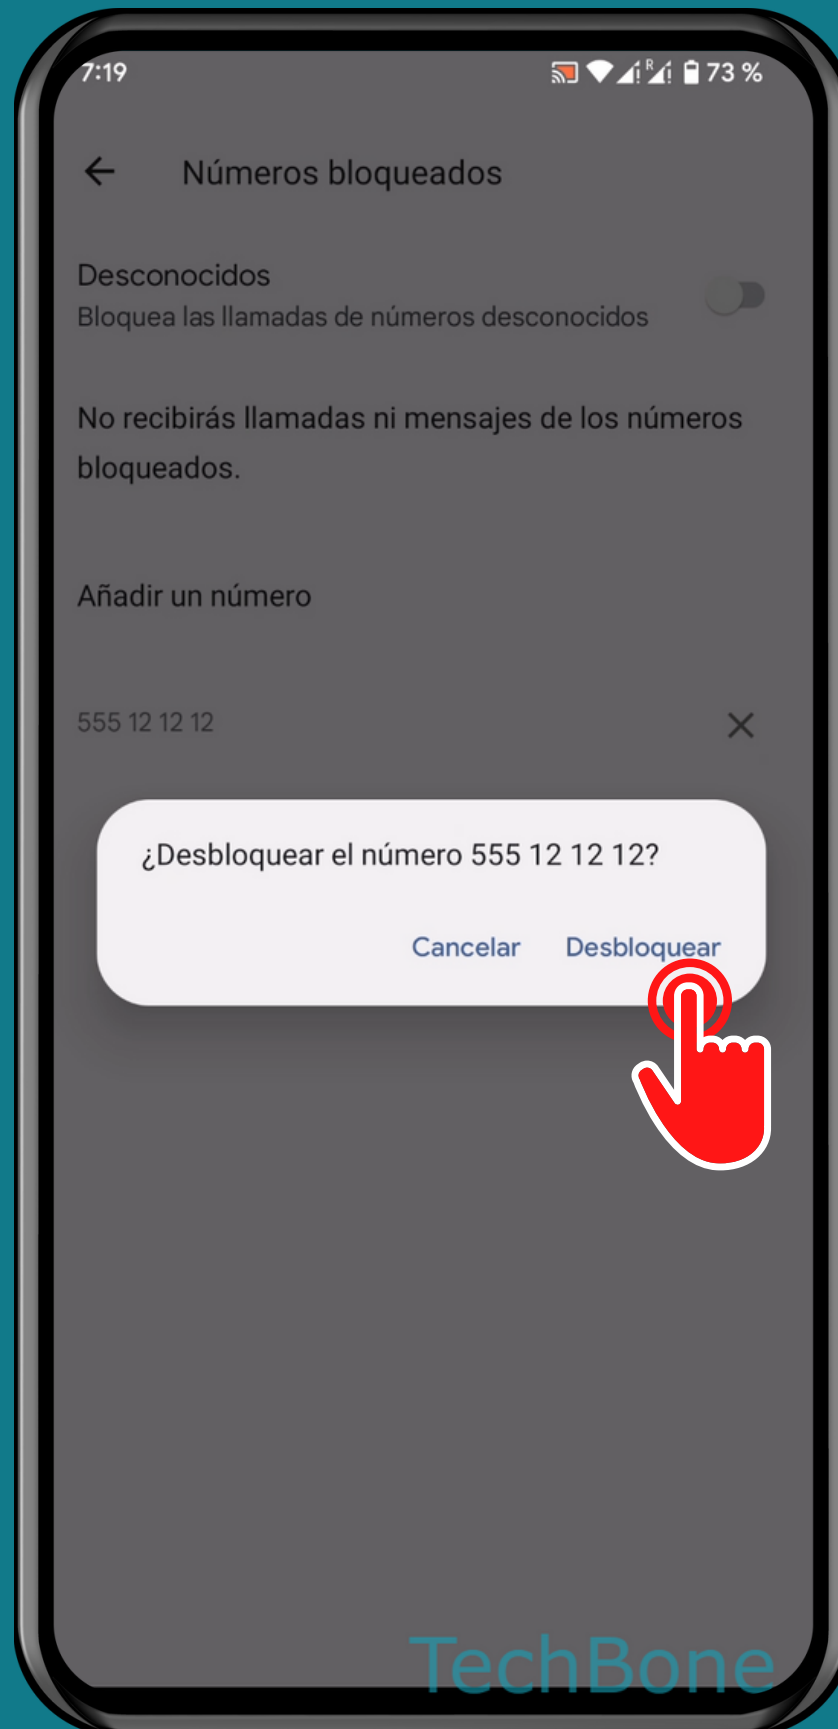 7:19
R 73 %
Números bloqueados
Desconocidos
Bloquea las llamadas de números desconocidos
No recibirás llamadas ni mensajes de los números
bloqueados.
Añadir un número
555 12 12 12
¿Desbloquear el número 555 12 12 12?
Cancelar Desbloquear
TechBone